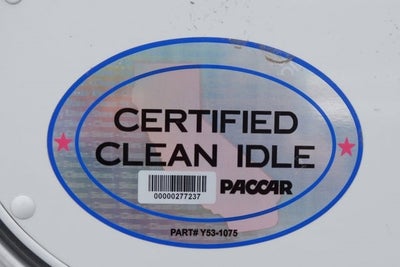 CERTIFIED
CLEAN IDLE
00000277237 PACCAR
PART# Y53-1075